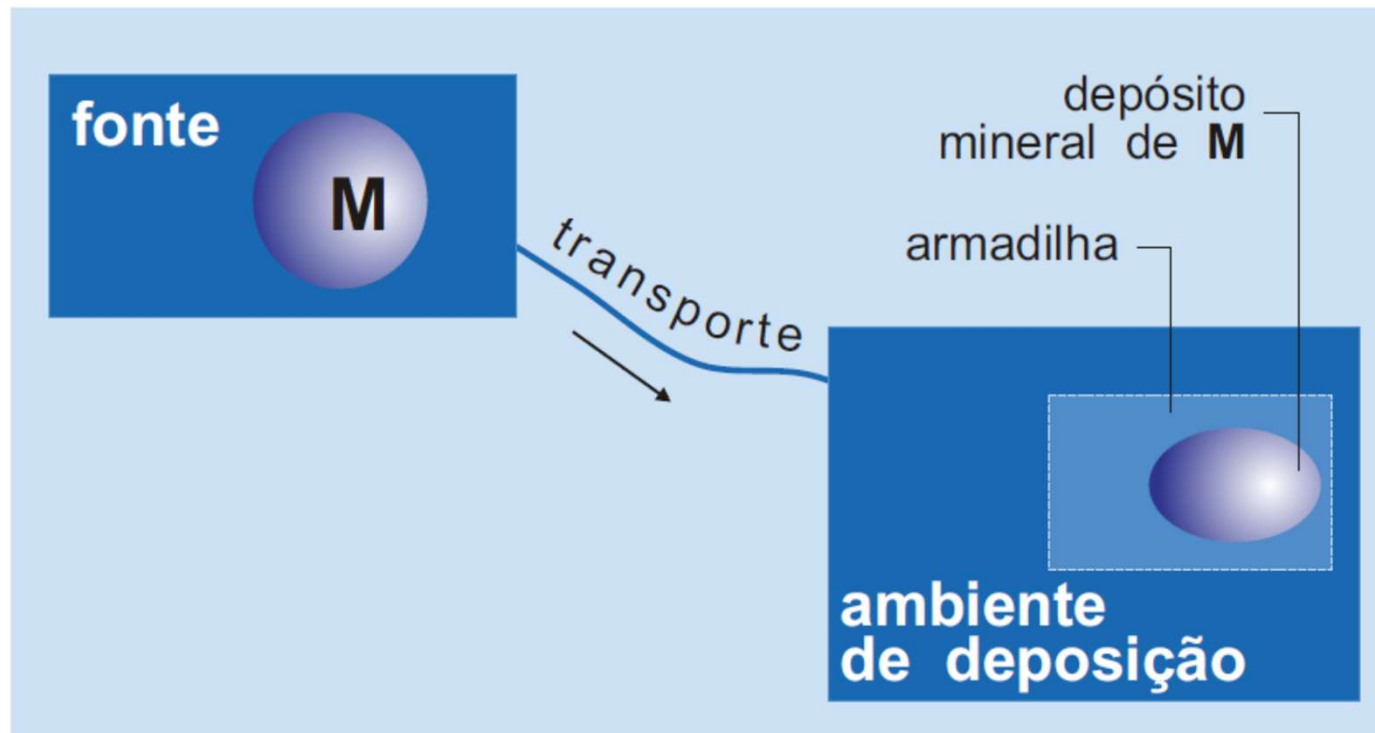 fonte
M
transporte
depósito
mineral de M
armadilha
ambiente
de deposição